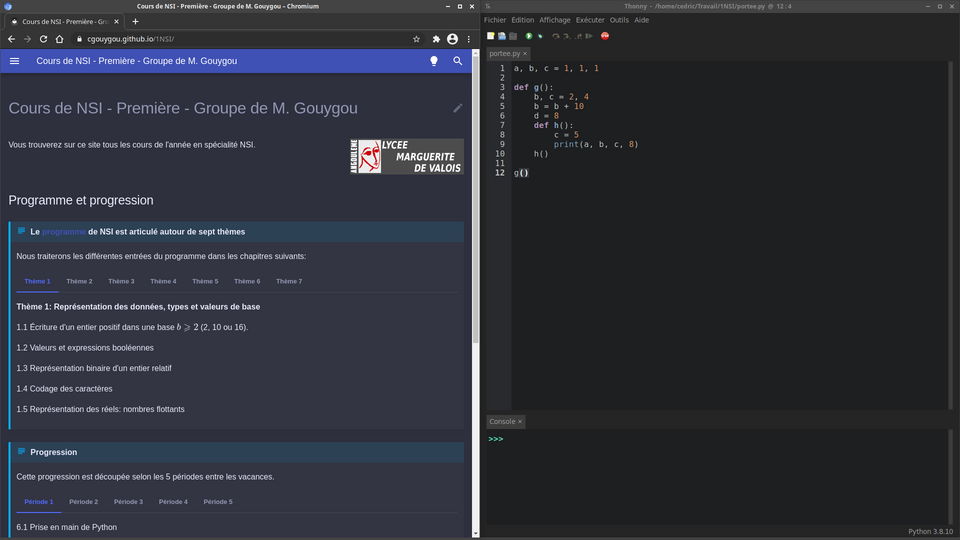 Cours de NSI - Première - Groupe de M. Gouygou – Chromium
Cours de NSI - Première - Gro
cgouygou.github.io/1NSI/
Cours de NSI - Première - Groupe de M. Gouygou
Cours de NSI - Première - Groupe de M. Gouygou
Vous trouverez sur ce site tous les cours de l'année en spécialité NSI.
ANGOULEME
LYCEE
MARGUERITE
DE VALOIS
Programme et progression
Le programme de NSI est articulé autour de sept thèmes
Nous traiterons les différentes entrées du programme dans les chapitres suivants:
Thème 1 Thème 2 Thème 3 Thème 4 Thème 5 Thème 6 Thème 7
Thème 1: Représentation des données, types et valeurs de base
1.1 Écriture d'un entier positif dans une base b ⩾ 2 (2, 10 ou 16).
1.2 Valeurs et expressions booléennes
1.3 Représentation binaire d'un entier relatif
1.4 Codage des caractères
1.5 Représentation des réels: nombres flottants
Progression
Cette progression est découpée selon les 5 périodes entre les vacances.
Période 1 Période 2 Période 3 Période 4 Période 5
6.1 Prise en main de Python
Thonny - /home/cedric/Travail/1NSI/portee.py @ 12:4
Fichier Édition Affichage Exécuter Outils Aide
portee.py ×
1 a, b, c = 1, 1, 1
2
3 def g():
4     b, c = 2, 4
5     b = b + 10
6     d = 8
7     def h():
8         c = 5
9         print(a, b, c, 8)
10     h()
11
12 g()
Console ×
>>>
Python 3.8.10